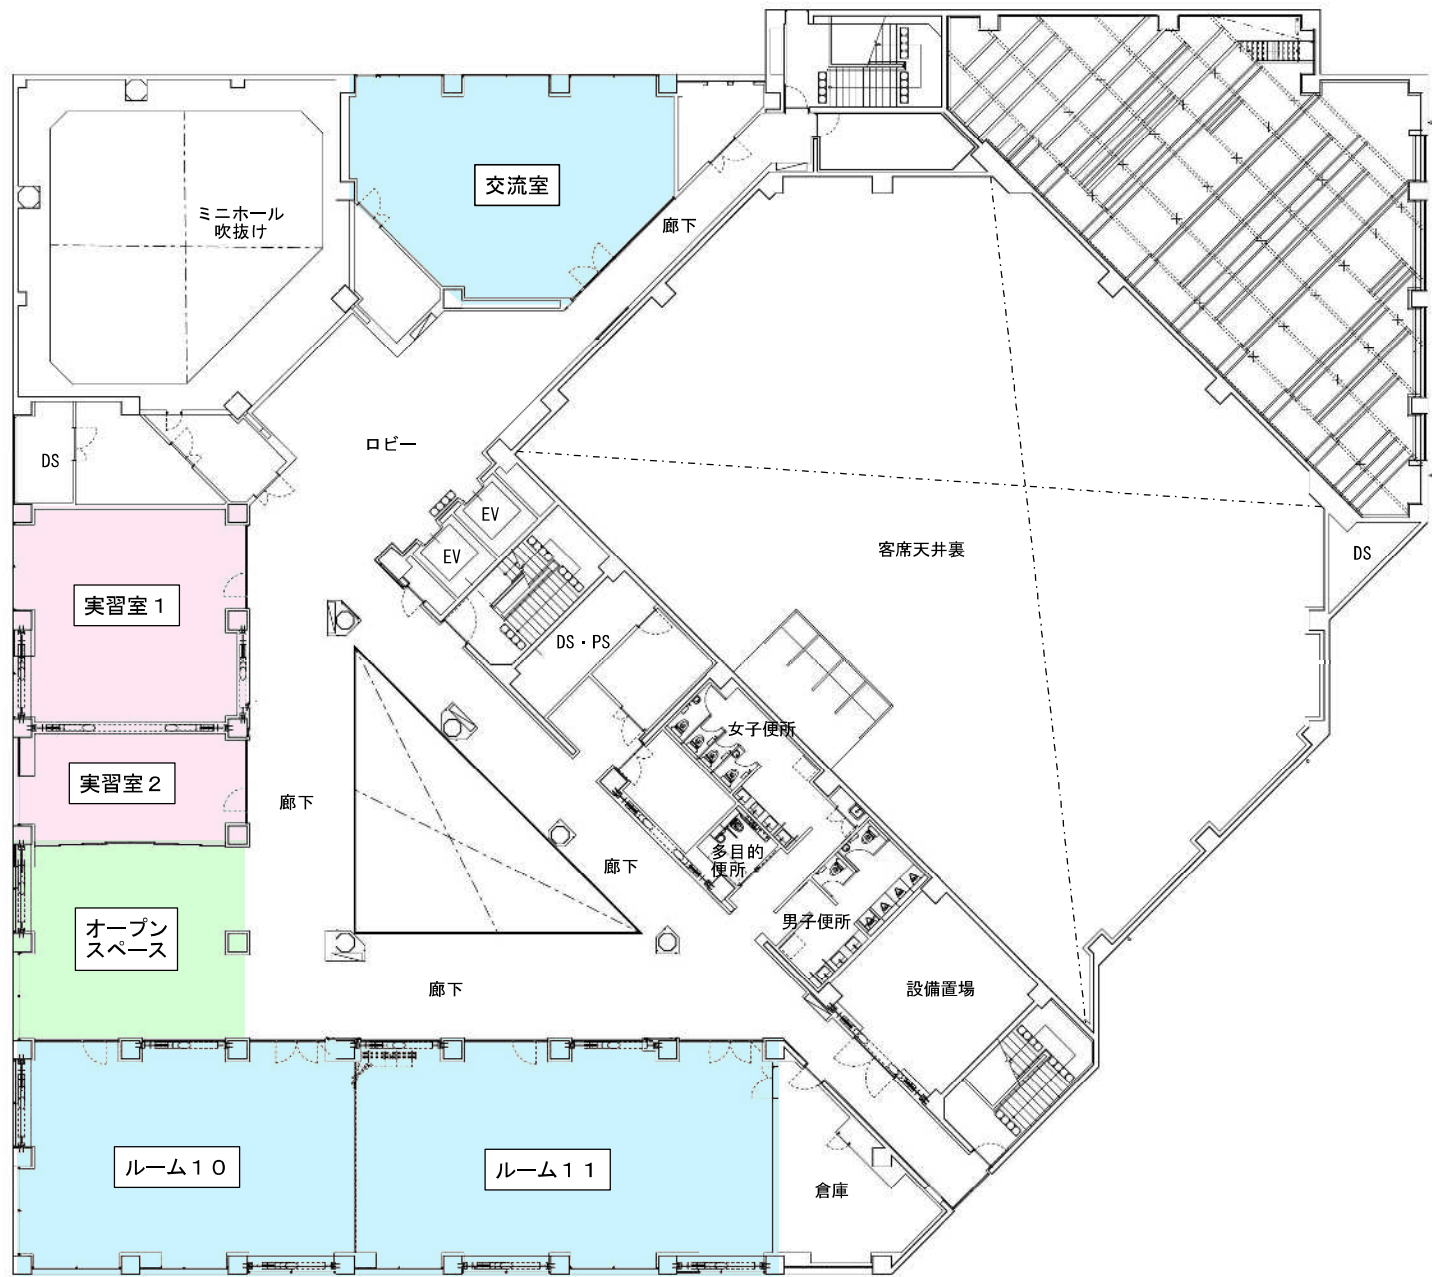 交流室
ミニホール
吹抜け
廊下
ロビー
DS
EV
EV
客席天井裏
DS
実習室１
DS・PS
女子便所
実習室２
廊下
多目的
便所
廊下
オープン
スペース
男子便所
廊下
設備置場
ルーム１０
ルーム１１
倉庫